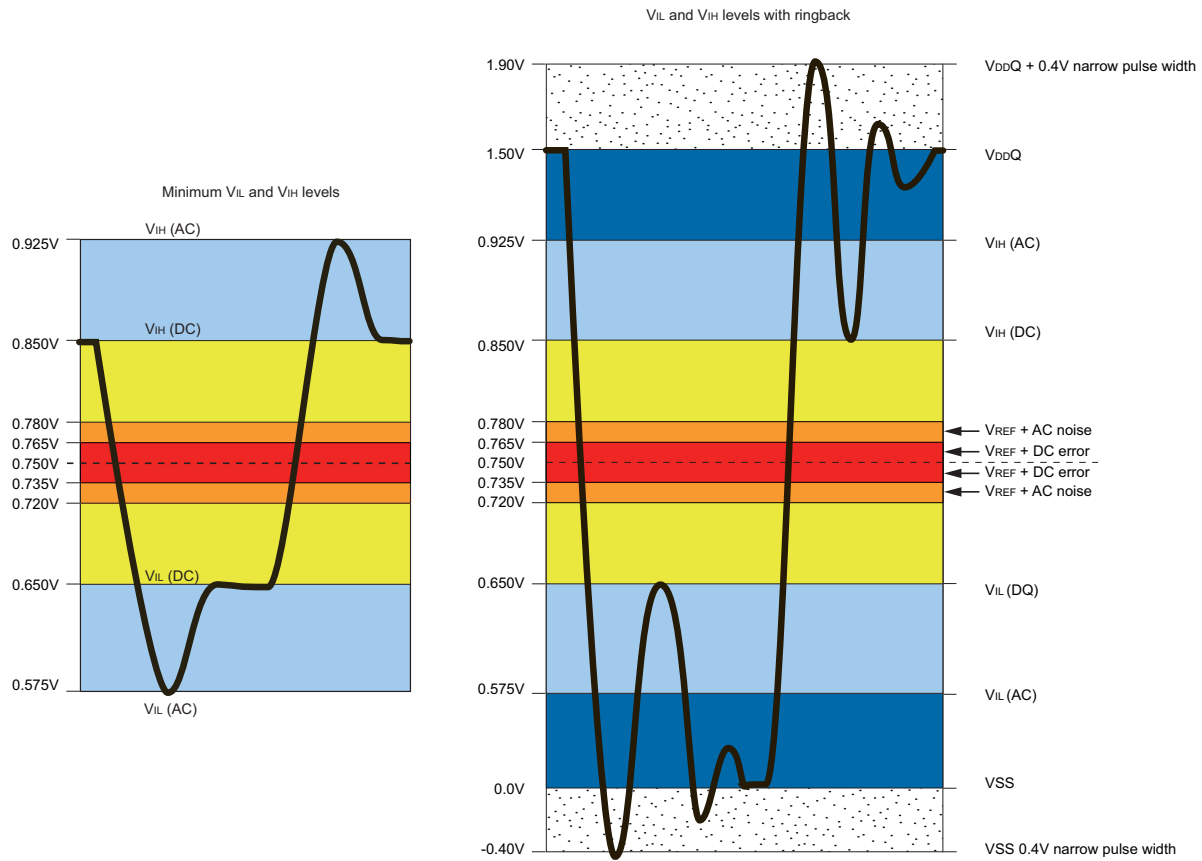 VIL and VIH levels with ringback
Minimum VIL and VIH levels
VIH (AC)
0.925V
VIH (DC)
0.850V
0.780V
0.765V
0.750V
0.735V
0.720V
VIL (DC)
0.650V
0.575V
VIL (AC)
1.90V
VDDQ + 0.4V narrow pulse width
1.50V
VDDQ
0.925V
VIH (AC)
0.850V
VIH (DC)
0.780V
VREF + AC noise
0.765V
VREF + DC error
0.750V
0.735V
VREF + DC error
0.720V
VREF + AC noise
0.650V
VIL (DQ)
0.575V
VIL (AC)
0.0V
VSS
-0.40V
VSS 0.4V narrow pulse width